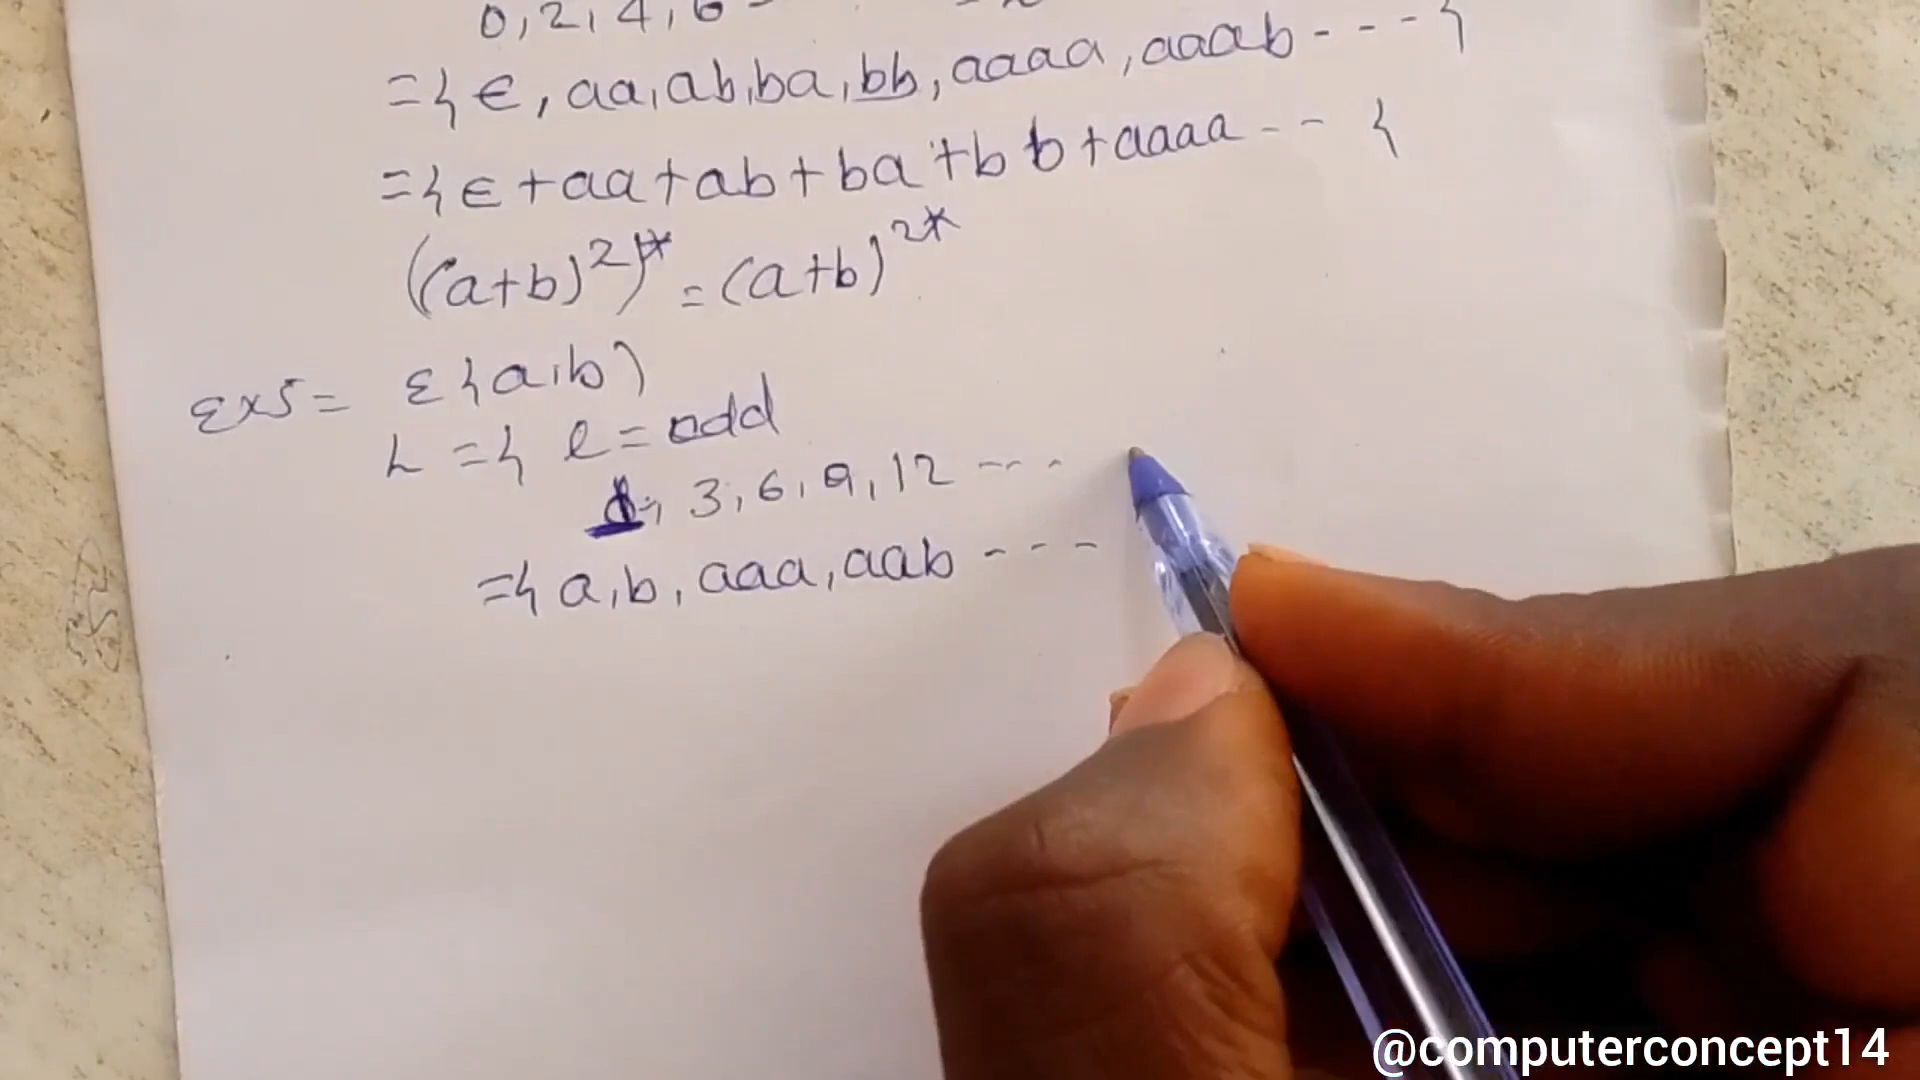 0,2,4,6-
={ ϵ, aa,ab,ba,bb,aaaa,aaab---}
={ϵ+aa+ab+ba+bb+aaaa-- }
((a+b)²)* = (a+b)²*
Ex5= Σ{a,b}
L ={ l=odd
1, 3,6,9,12 ---
={ a,b, aaa, aab ---
@computerconcept14